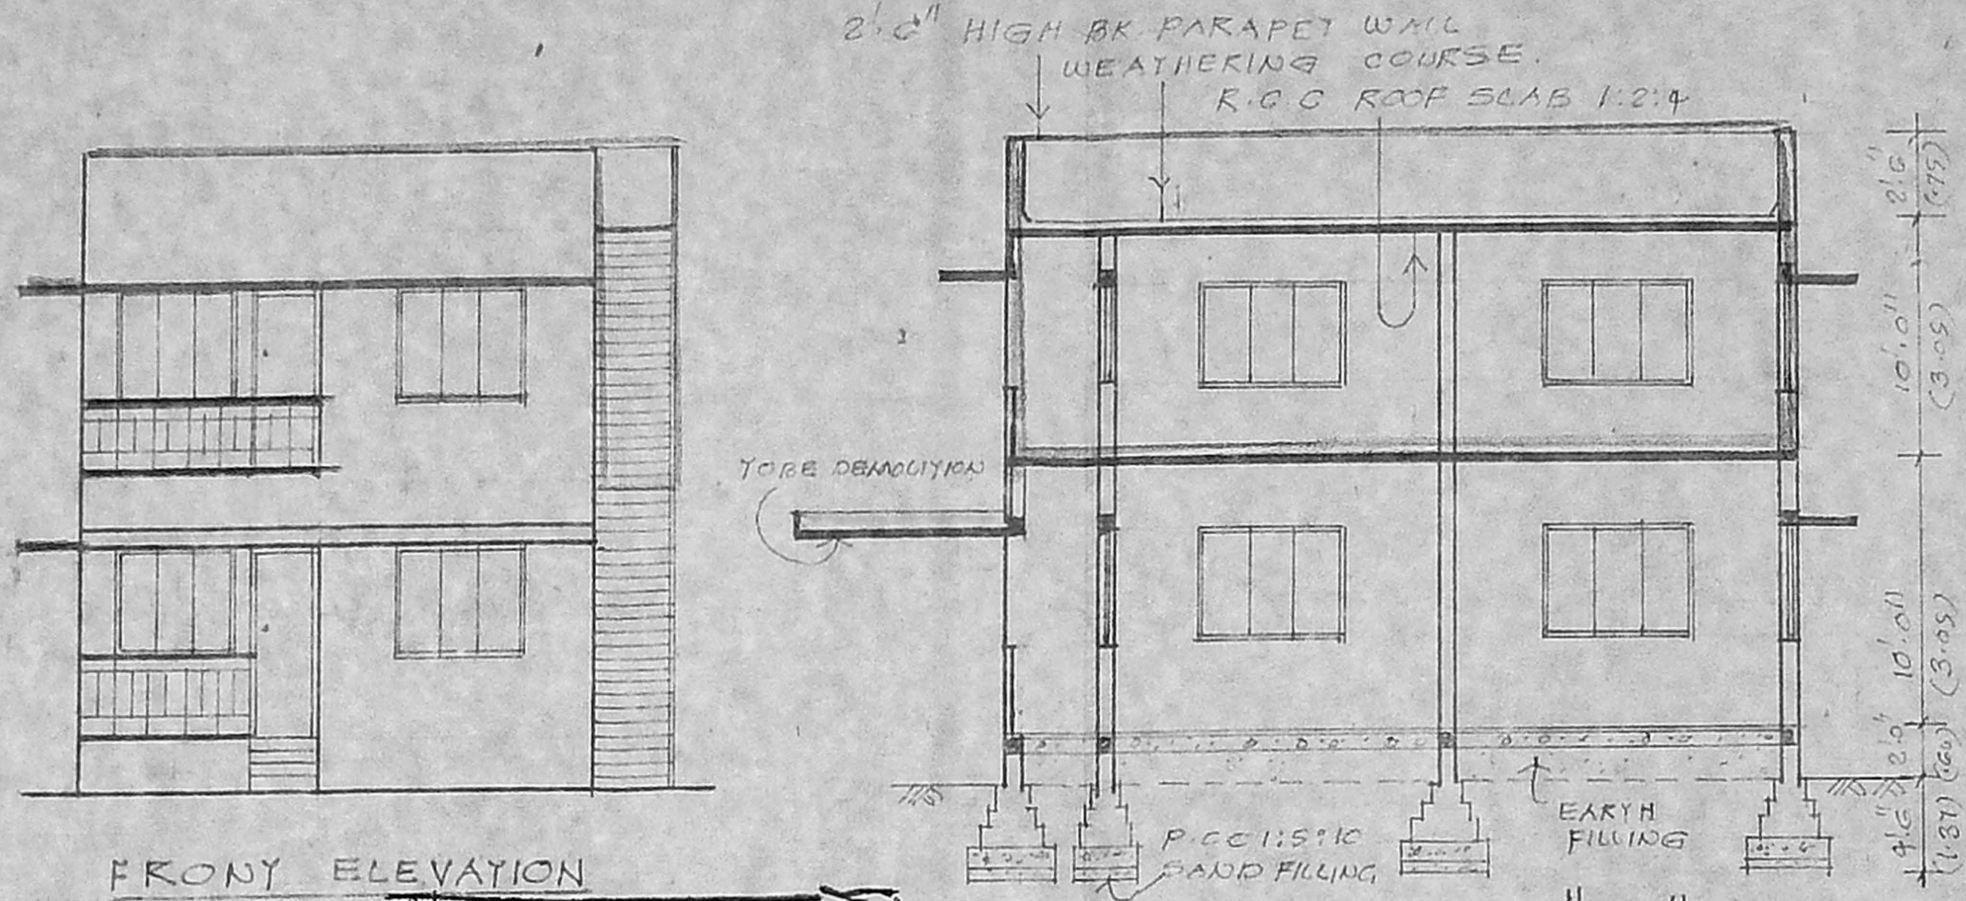 2'.6" HIGH BK. PARAPET WALL
WEATHERING COURSE.
R.C.C ROOF SLAB 1:2:4
TOBE DEMOLITION
2'.6"
(.75)
10'.0"
(3.05)
10'.0"
(3.05)
2'.0"
(.60)
4'.6"
(1.37)
EARTH
FILLING
P.CC 1:5:10
SAND FILLING
FRONT ELEVATION